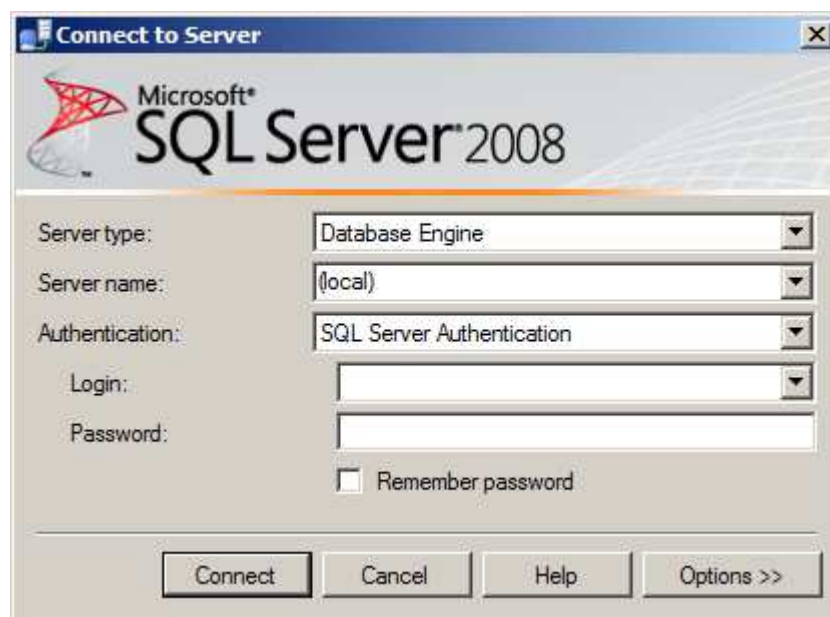 Connect to Server
Microsoft®
SQL Server® 2008
™
Server type: Database Engine
Server name: (local)
Authentication: SQL Server Authentication
Login:
Password:
Remember password
Connect Cancel Help Options >>